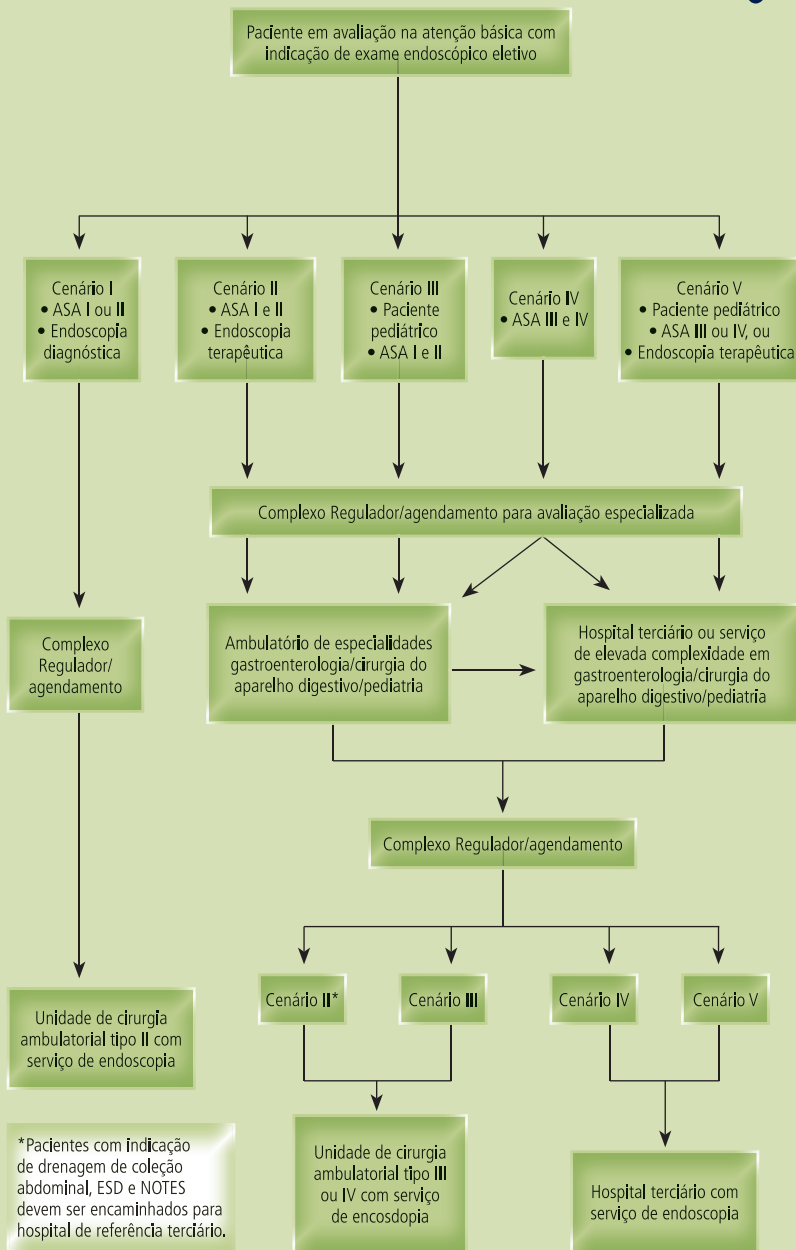 Paciente em avaliação na atenção básica com
indicação de exame endoscópico eletivo
Cenário I
• ASA I ou II
• Endoscopia
diagnóstica
Cenário II
• ASA I e II
• Endoscopia
terapêutica
Cenário III
• Paciente
pediátrico
• ASA I e II
Cenário IV
• ASA III e IV
Cenário V
• Paciente pediátrico
• ASA III ou IV, ou
• Endoscopia terapêutica
Complexo Regulador/agendamento para avaliação especializada
Complexo
Regulador/
agendamento
Ambulatório de especialidades
gastroenterologia/cirurgia do
aparelho digestivo/pediatria
Hospital terciário ou serviço
de elevada complexidade em
gastroenterologia/cirurgia do
aparelho digestivo/pediatria
Complexo Regulador/agendamento
Cenário II*
Cenário III
Cenário IV
Cenário V
Unidade de cirurgia
ambulatorial tipo II com
serviço de endoscopia
*Pacientes com indicação
de drenagem de coleção
abdominal, ESD e NOTES
devem ser encaminhados para
hospital de referência terciário.
Unidade de cirurgia
ambulatorial tipo III
ou IV com serviço
de encosdopia
Hospital terciário com
serviço de endoscopia